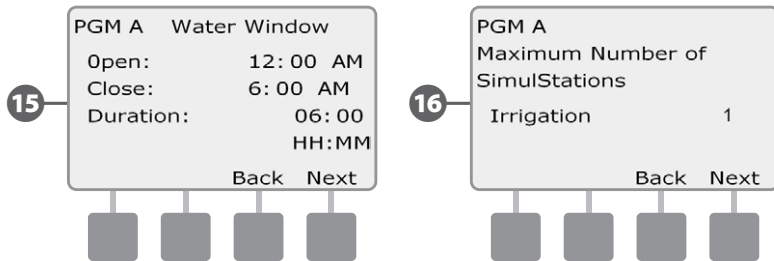 15
PGM A Water Window
Open: 12:00 AM
Close: 6:00 AM
Duration: 06:00
HH:MM
Back Next
16
PGM A
Maximum Number of
SimulStations
Irrigation 1
Back Next